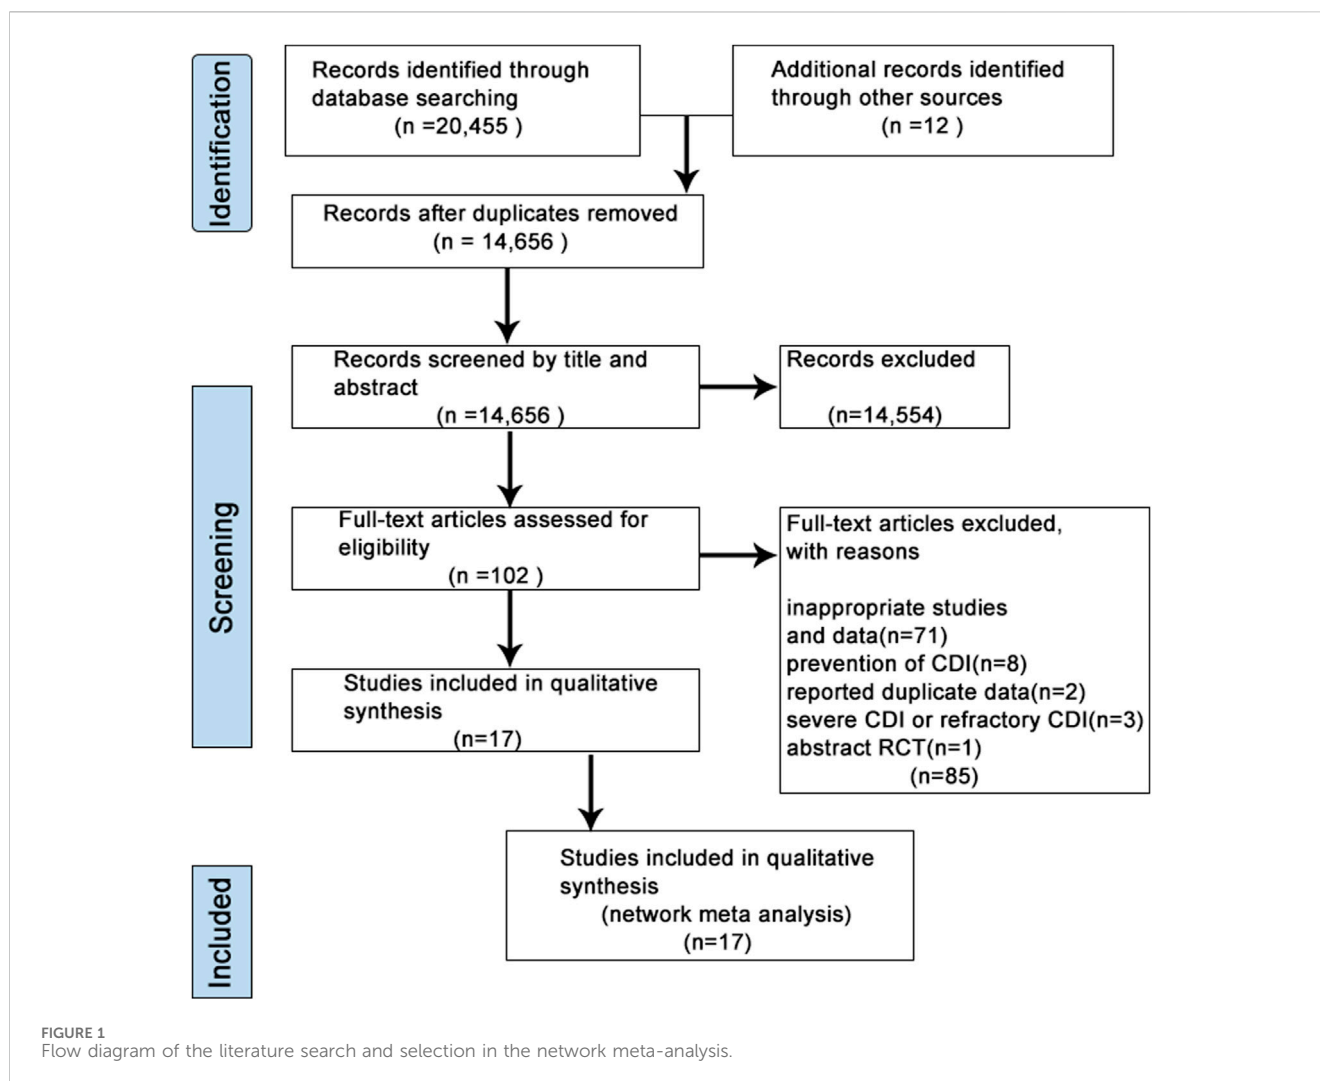 Identification
Records identified through
database searching
(n =20,455 )
Additional records identified
through other sources
(n =12 )
Records after duplicates removed
(n = 14,656 )
Screening
Records screened by title and
abstract
(n =14,656 )
Records excluded
(n=14,554)
Full-text articles assessed for
eligibility
(n =102 )
Full-text articles excluded,
with reasons
inappropriate studies
and data(n=71)
prevention of CDI(n=8)
reported duplicate data(n=2)
severe CDI or refractory CDI(n=3)
abstract RCT(n=1)
(n=85)
Studies included in qualitative
synthesis
(n=17)
Included
Studies included in qualitative
synthesis
(network meta analysis)
(n=17)
FIGURE 1
Flow diagram of the literature search and selection in the network meta-analysis.